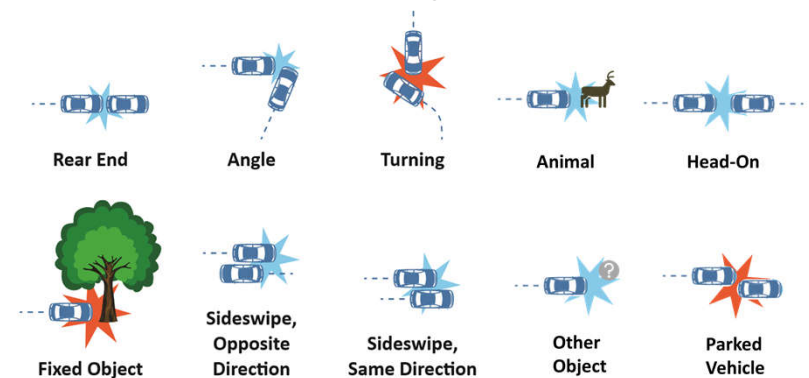 Rear End
Angle
Turning
Animal
Head-On
?
Fixed Object
Sideswipe,
Opposite
Direction
Sideswipe,
Same Direction
Other
Object
Parked
Vehicle